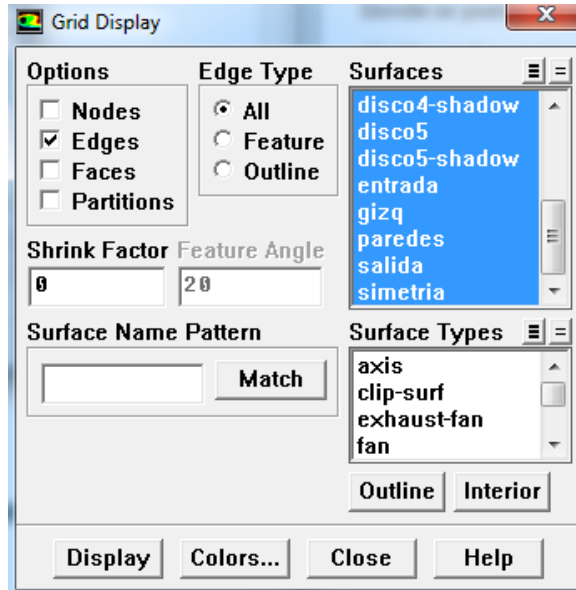 Grid Display
Options
Nodes
Edges
Faces
Partitions
Edge Type
All
Feature
Outline
Surfaces
disco4-shadow
disco5
disco5-shadow
entrada
gizq
paredes
salida
simetria
Shrink Factor
0
Feature Angle
20
Surface Name Pattern
Match
Surface Types
axis
clip-surf
exhaust-fan
fan
Outline
Interior
Display
Colors...
Close
Help